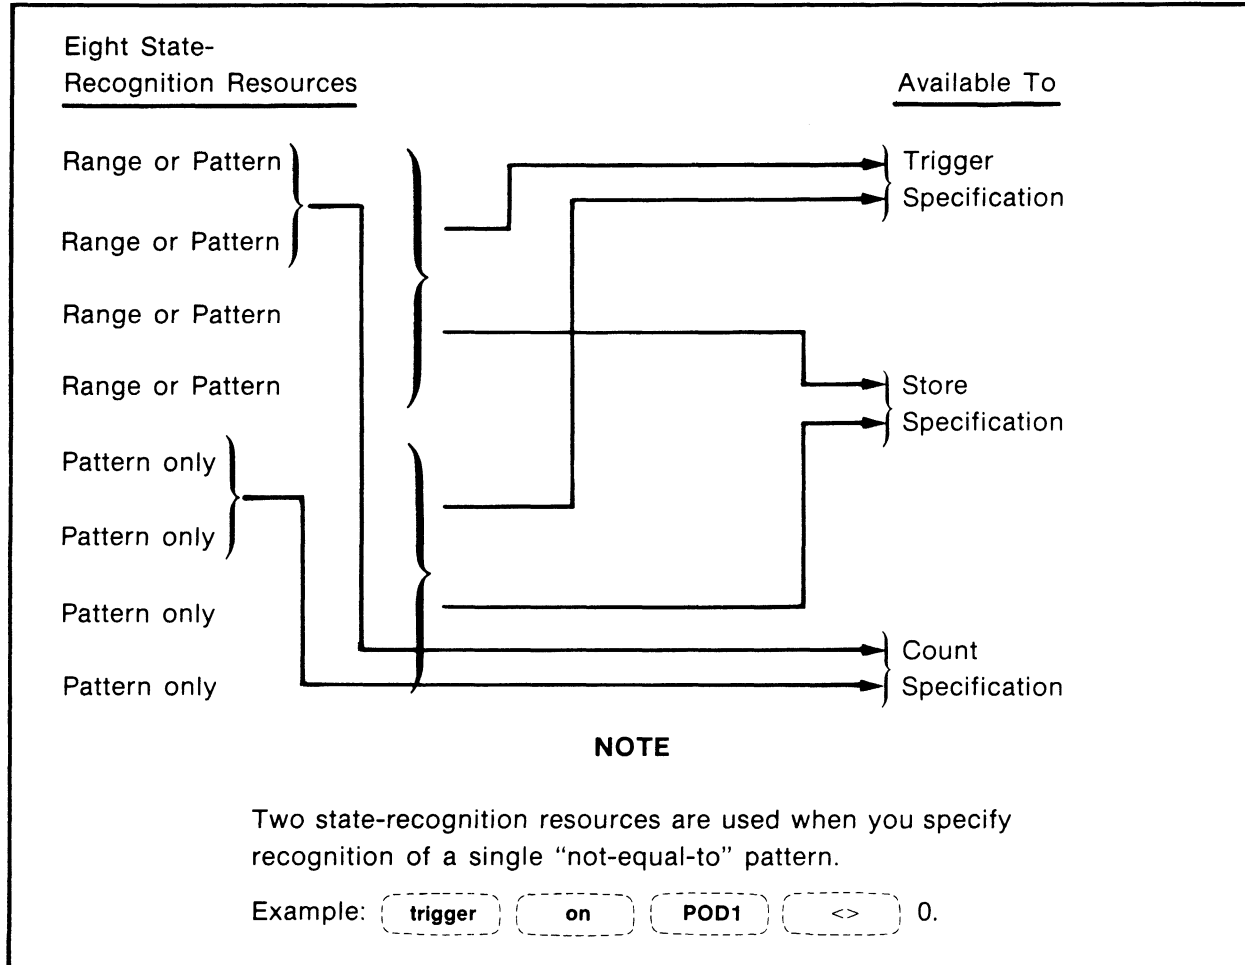 Eight State-
Recognition Resources
Available To
Range or Pattern
Range or Pattern
Range or Pattern
Range or Pattern
Pattern only
Pattern only
Pattern only
Pattern only
Trigger
Specification
Store
Specification
Count
Specification
NOTE
Two state-recognition resources are used when you specify
recognition of a single “not-equal-to” pattern.
Example: trigger on POD1 <> 0.